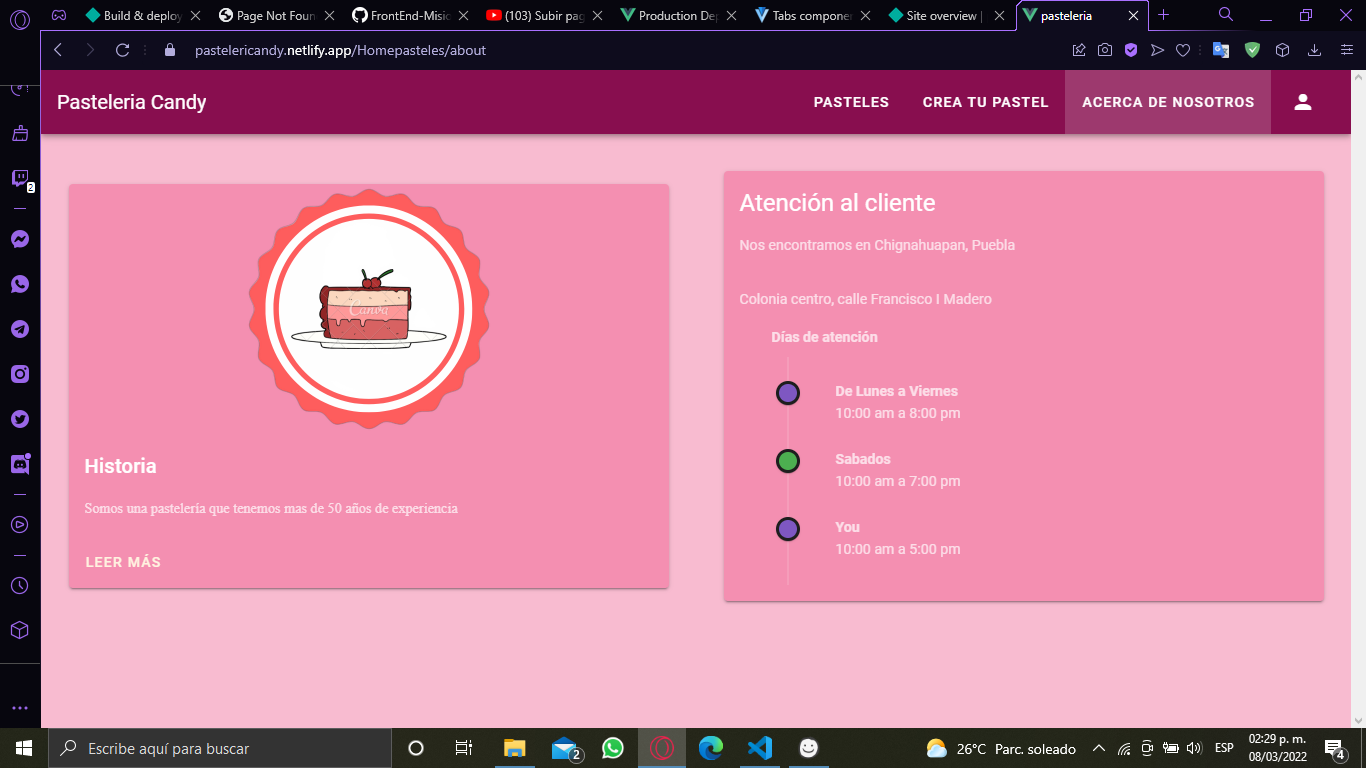 Build & deploy
Page Not Foun
FrontEnd-Misic
(103) Subir pag
Production Dep
Tabs componen
Site overview |
pasteleria
pastelericandy.netlify.app/Homepasteles/about
Pasteleria Candy
PASTELES
CREA TU PASTEL
ACERCA DE NOSOTROS
2
Canva
Historia
Somos una pastelería que tenemos mas de 50 años de experiencia
LEER MÁS
Atención al cliente
Nos encontramos en Chignahuapan, Puebla
Colonia centro, calle Francisco I Madero
Días de atención
De Lunes a Viernes
10:00 am a 8:00 pm
Sabados
10:00 am a 7:00 pm
You
10:00 am a 5:00 pm
Escribe aquí para buscar
2
26°C Parc. soleado
ESP
02:29 p. m.
08/03/2022
4